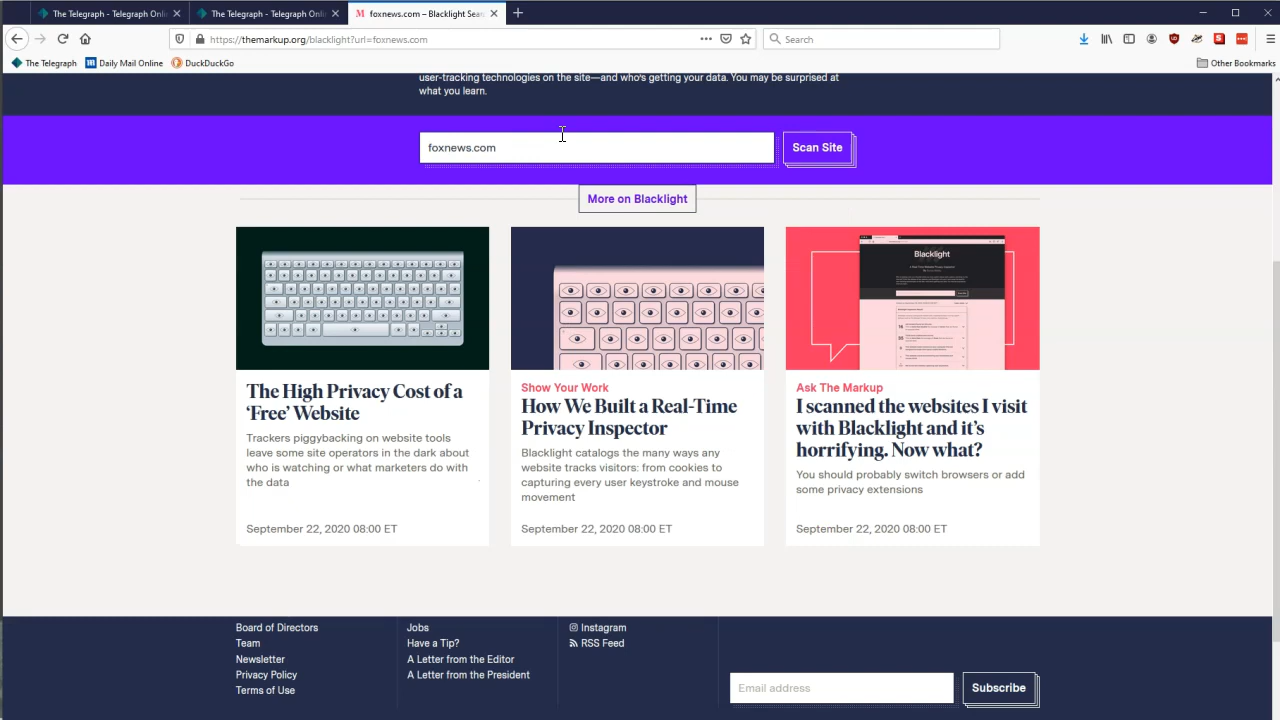 The Telegraph - Telegraph Onli
The Telegraph - Telegraph Onli
foxnews.com – Blacklight Sear
https://themarkup.org/blacklight?url=foxnews.com
Search
The Telegraph
Daily Mail Online
DuckDuckGo
Other Bookmarks
user-tracking technologies on the site—and who's getting your data. You may be surprised at
what you learn.
foxnews.com
Scan Site
More on Blacklight
The High Privacy Cost of a
‘Free’ Website
Trackers piggybacking on website tools
leave some site operators in the dark about
who is watching or what marketers do with
the data
September 22, 2020 08:00 ET
Show Your Work
How We Built a Real-Time
Privacy Inspector
Blacklight catalogs the many ways any
website tracks visitors: from cookies to
capturing every user keystroke and mouse
movement
September 22, 2020 08:00 ET
Blacklight
Ask The Markup
I scanned the websites I visit
with Blacklight and it’s
horrifying. Now what?
You should probably switch browsers or add
some privacy extensions
September 22, 2020 08:00 ET
Board of Directors
Team
Newsletter
Privacy Policy
Terms of Use
Jobs
Have a Tip?
A Letter from the Editor
A Letter from the President
Instagram
RSS Feed
Email address
Subscribe